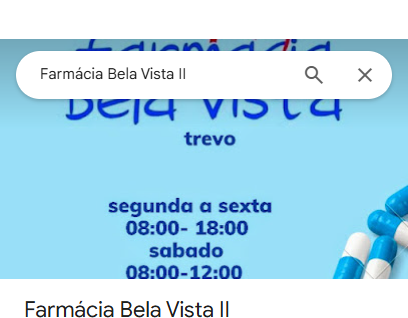 farmácia
Farmácia Bela Vista II
Bela Vista
trevo
segunda a sexta
08:00- 18:00
sabado
08:00-12:00
Farmácia Bela Vista II